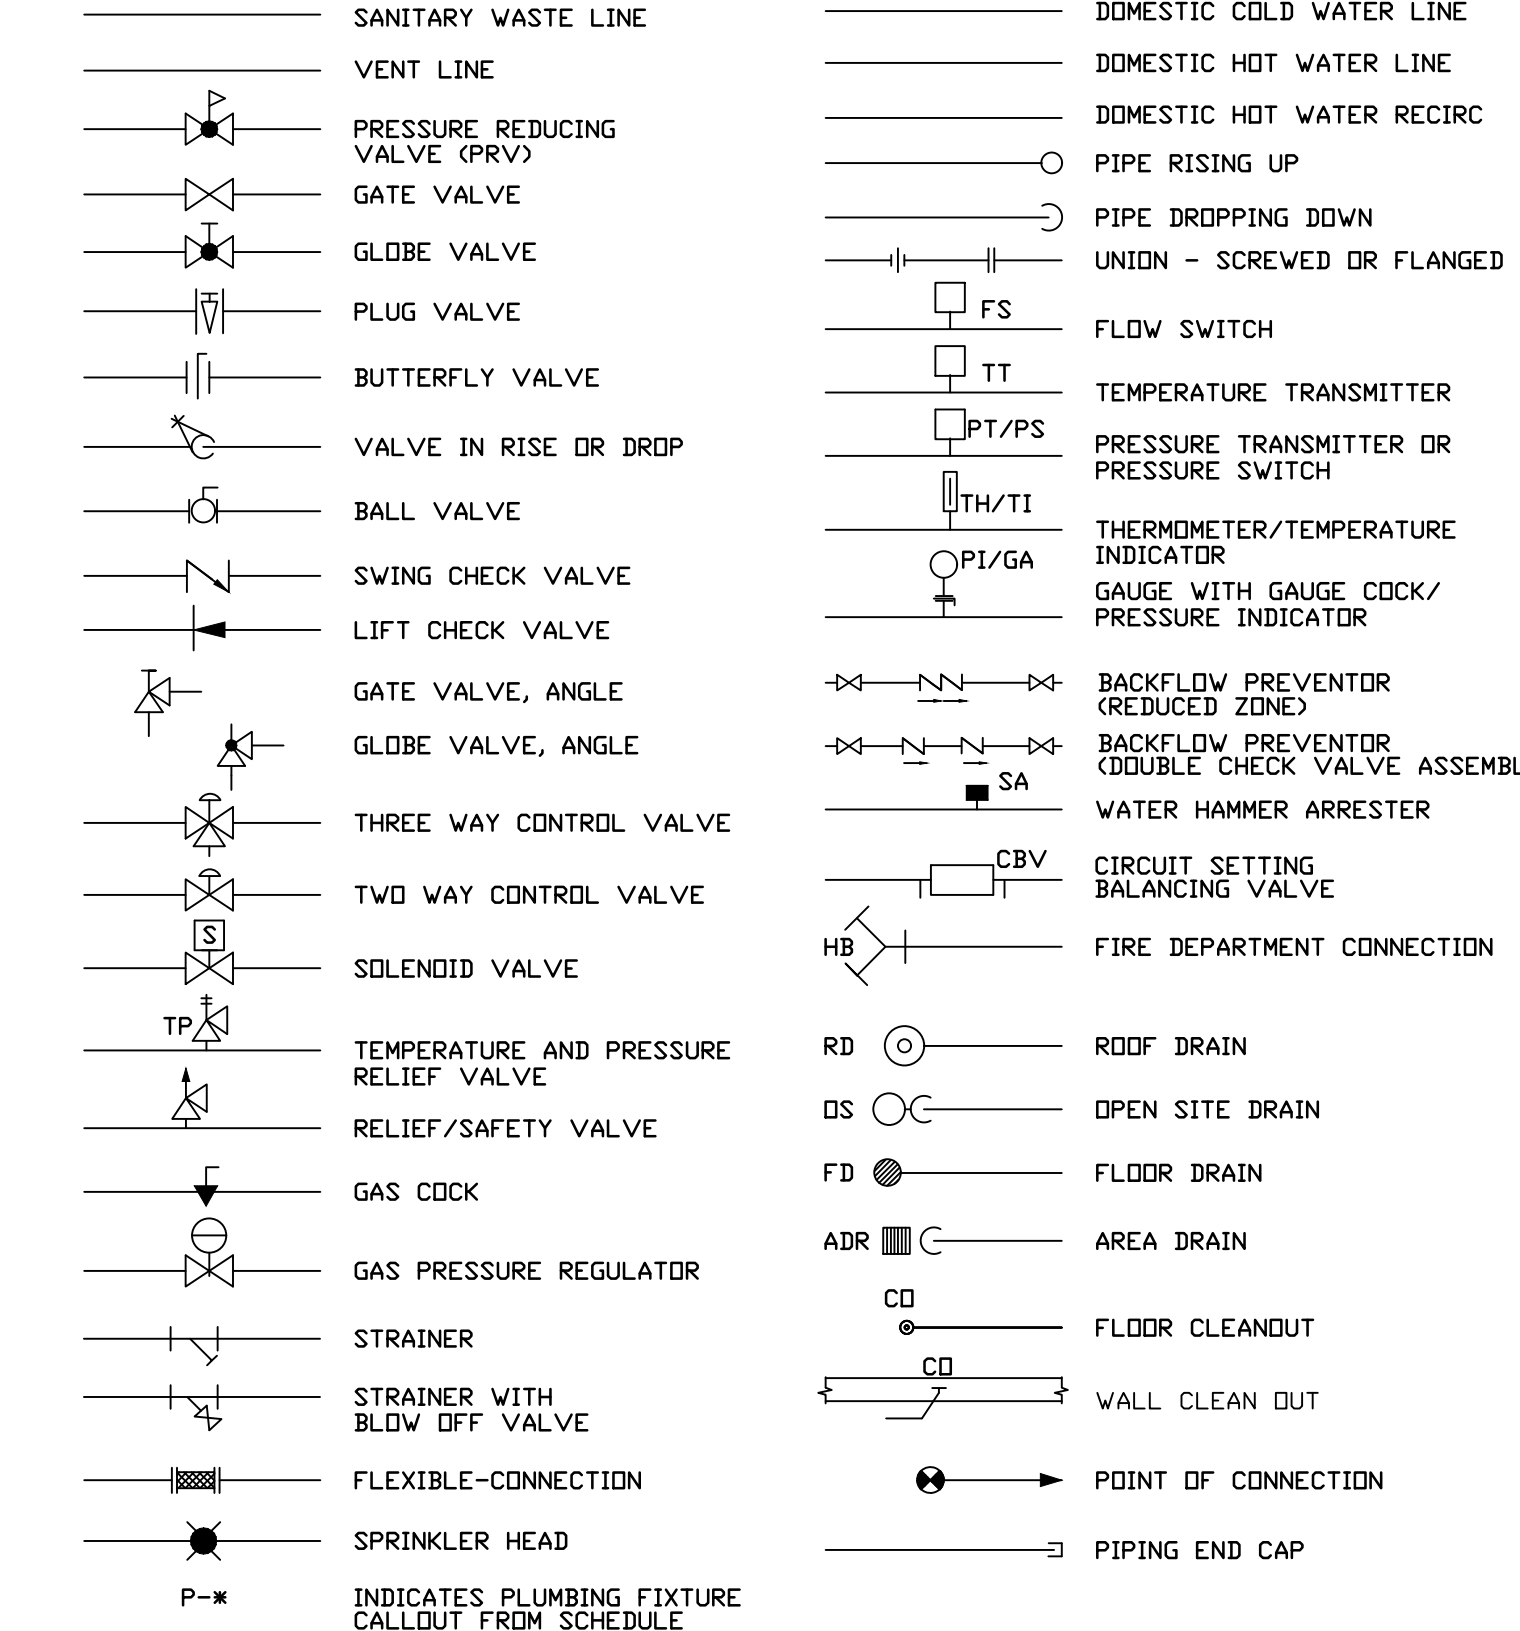 SANITARY WASTE LINE
VENT LINE
PRESSURE REDUCING
VALVE (PRV)
GATE VALVE
GLOBE VALVE
PLUG VALVE
BUTTERFLY VALVE
VALVE IN RISE OR DROP
BALL VALVE
SWING CHECK VALVE
LIFT CHECK VALVE
GATE VALVE, ANGLE
GLOBE VALVE, ANGLE
THREE WAY CONTROL VALVE
TWO WAY CONTROL VALVE
S
SOLENOID VALVE
TP
TEMPERATURE AND PRESSURE
RELIEF VALVE
RELIEF/SAFETY VALVE
GAS COCK
GAS PRESSURE REGULATOR
STRAINER
STRAINER WITH
BLOW OFF VALVE
FLEXIBLE-CONNECTION
SPRINKLER HEAD
P-* INDICATES PLUMBING FIXTURE
CALLOUT FROM SCHEDULE
DOMESTIC COLD WATER LINE
DOMESTIC HOT WATER LINE
DOMESTIC HOT WATER RECIRC
PIPE RISING UP
PIPE DROPPING DOWN
UNION - SCREWED OR FLANGED
FS
FLOW SWITCH
TT
TEMPERATURE TRANSMITTER
PT/PS
PRESSURE TRANSMITTER OR
PRESSURE SWITCH
TH/TI
THERMOMETER/TEMPERATURE
INDICATOR
PI/GA
GAUGE WITH GAUGE COCK/
PRESSURE INDICATOR
BACKFLOW PREVENTOR
(REDUCED ZONE)
BACKFLOW PREVENTOR
(DOUBLE CHECK VALVE ASSEMBL
SA
WATER HAMMER ARRESTER
CBV
CIRCUIT SETTING
BALANCING VALVE
HB FIRE DEPARTMENT CONNECTION
RD ROOF DRAIN
OS OPEN SITE DRAIN
FD FLOOR DRAIN
ADR AREA DRAIN
CO
FLOOR CLEANOUT
CO
WALL CLEAN OUT
POINT OF CONNECTION
PIPING END CAP